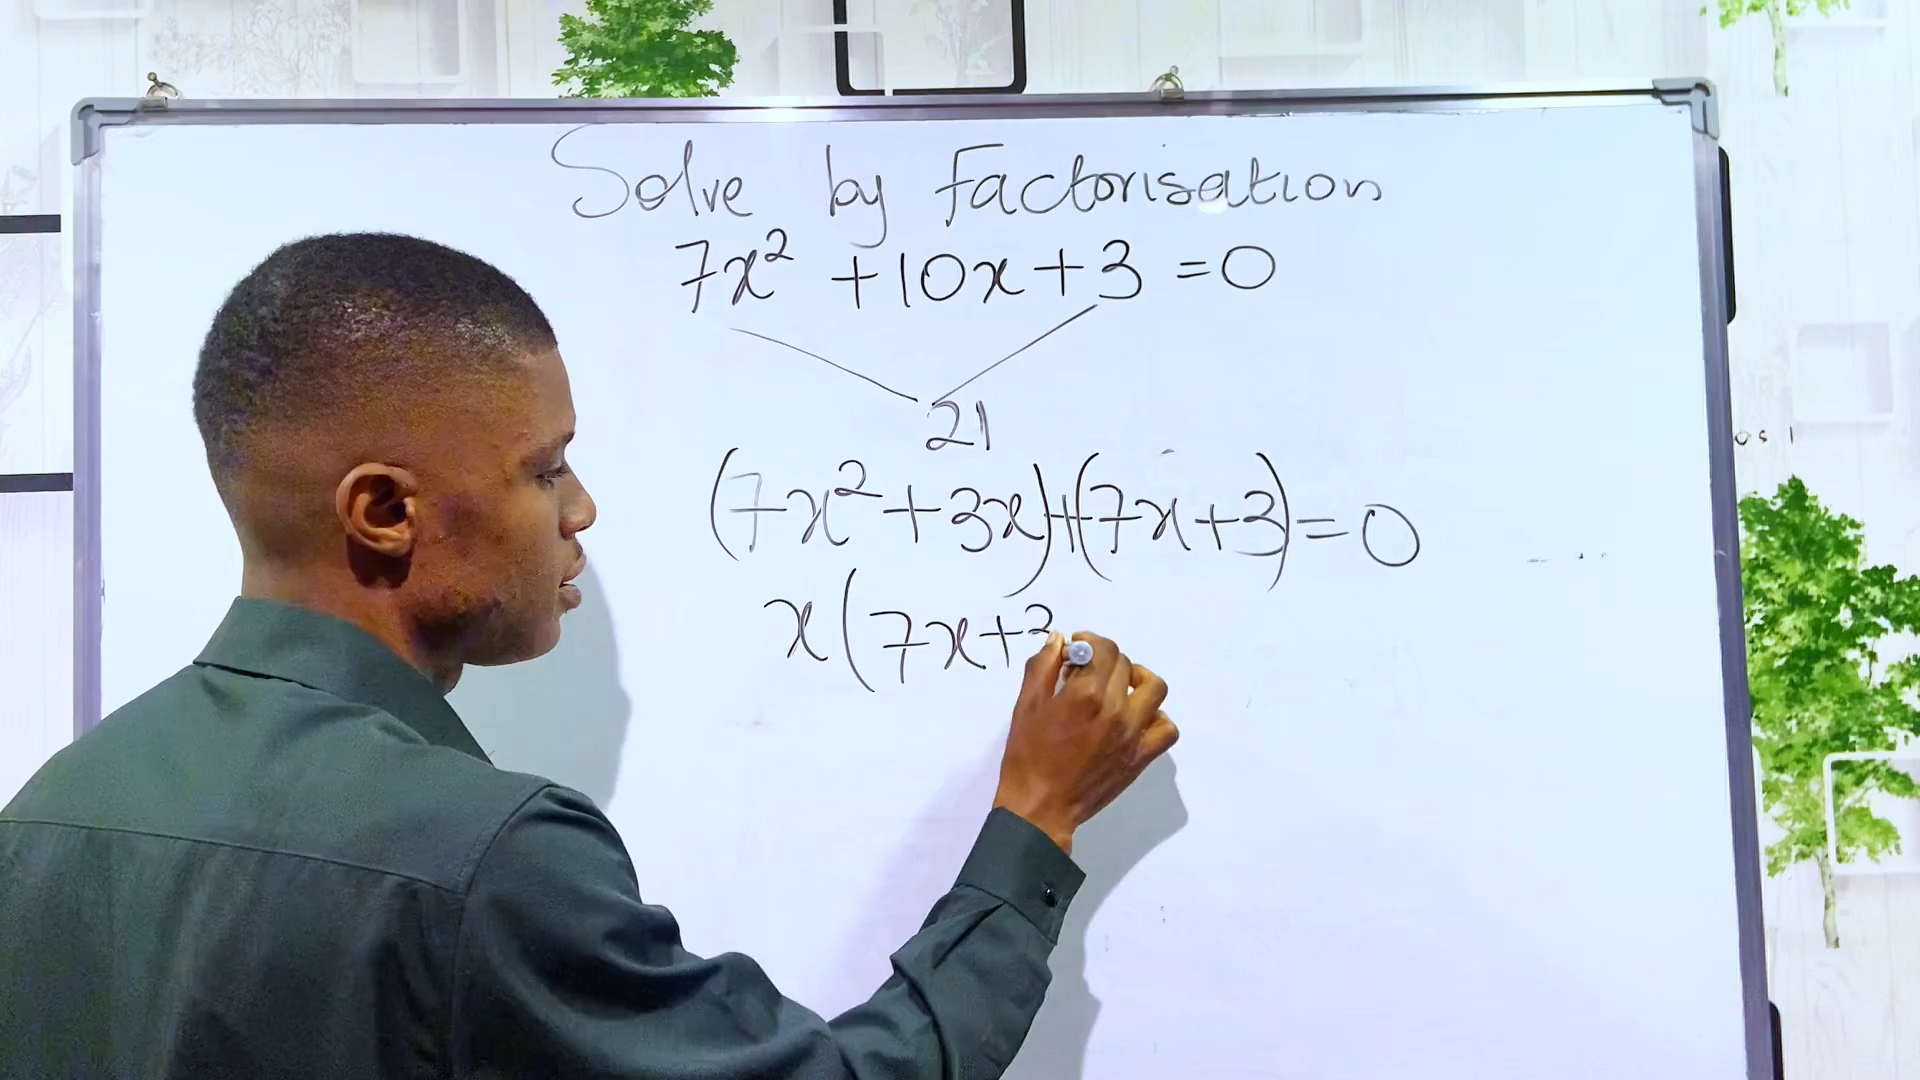 Solve by factorisation
7x² + 10x + 3 = 0
21
(7x² + 3x) + (7x + 3) = 0
x(7x + 3